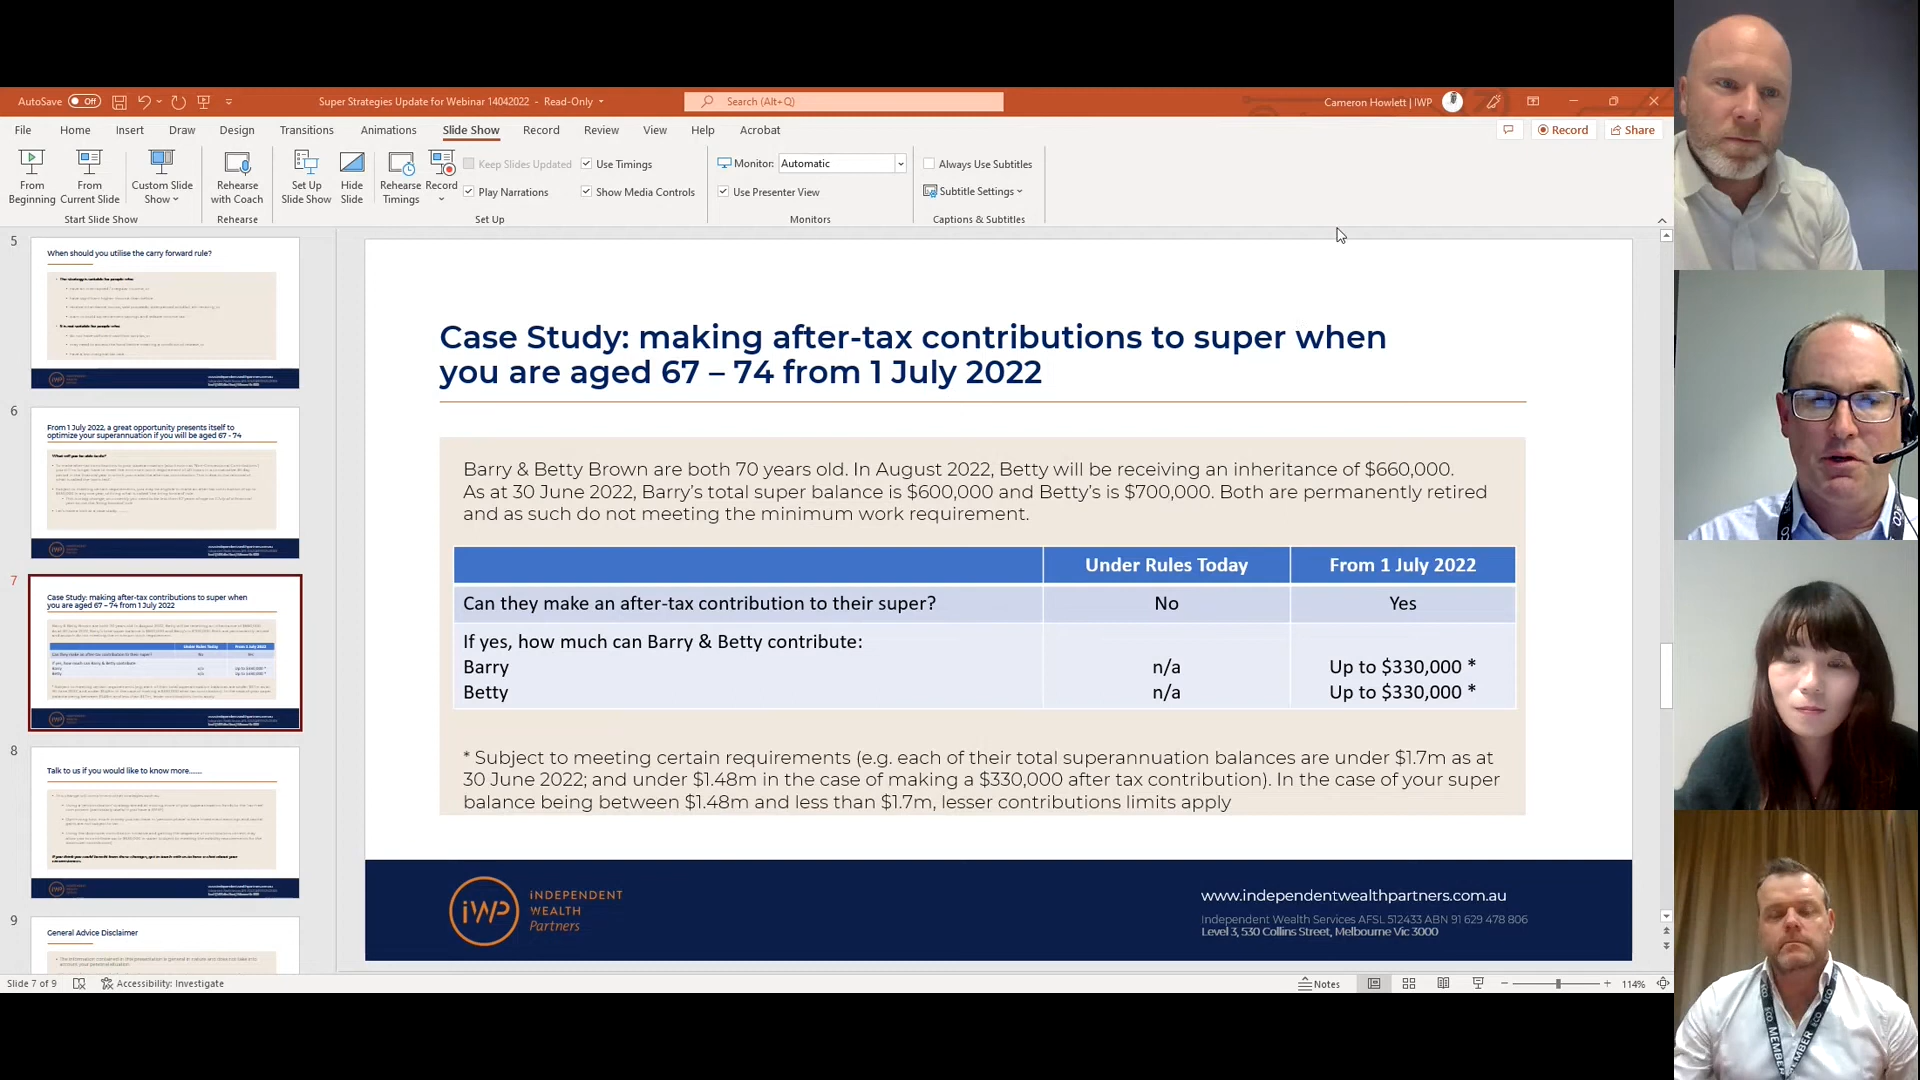 AutoSave Off
Super Strategies Update for Webinar 14042022 - Read-Only
Search (Alt+Q)
Cameron Howlett | IWP
File Home Insert Draw Design Transitions Animations Slide Show Record Review View Help Acrobat
Record Share
From Beginning
From Current Slide
Custom Slide Show
Start Slide Show
Rehearse with Coach
Rehearse
Set Up Slide Show
Hide Slide
Rehearse Timings
Record
Keep Slides Updated
Play Narrations
Use Timings
Show Media Controls
Set Up
Monitor: Automatic
Use Presenter View
Monitors
Always Use Subtitles
Subtitle Settings
Captions & Subtitles
5
When should you utilise the carry forward rule?
6
From 1 July 2022, a great opportunity presents itself to
optimize your superannuation if you will be aged 67 - 74
7
Case Study: making after-tax contributions to super when
you are aged 67 – 74 from 1 July 2022
8
Talk to us if you would like to know more......
9
General Advice Disclaimer
Case Study: making after-tax contributions to super when
you are aged 67 – 74 from 1 July 2022
Barry & Betty Brown are both 70 years old. In August 2022, Betty will be receiving an inheritance of $660,000.
As at 30 June 2022, Barry's total super balance is $600,000 and Betty's is $700,000. Both are permanently retired
and as such do not meeting the minimum work requirement.
Under Rules Today From 1 July 2022
Can they make an after-tax contribution to their super? No Yes
If yes, how much can Barry & Betty contribute:
Barry n/a Up to $330,000 *
Betty n/a Up to $330,000 *
* Subject to meeting certain requirements (e.g. each of their total superannuation balances are under $1.7m as at
30 June 2022; and under $1.48m in the case of making a $330,000 after tax contribution). In the case of your super
balance being between $1.48m and less than $1.7m, lesser contributions limits apply
iWP
INDEPENDENT
WEALTH
Partners
www.independentwealthpartners.com.au
Independent Wealth Services AFSL 512433 ABN 91 629 478 806
Level 3, 530 Collins Street, Melbourne Vic 3000
Slide 7 of 9
Accessibility: Investigate
Notes
114%
MEMBER